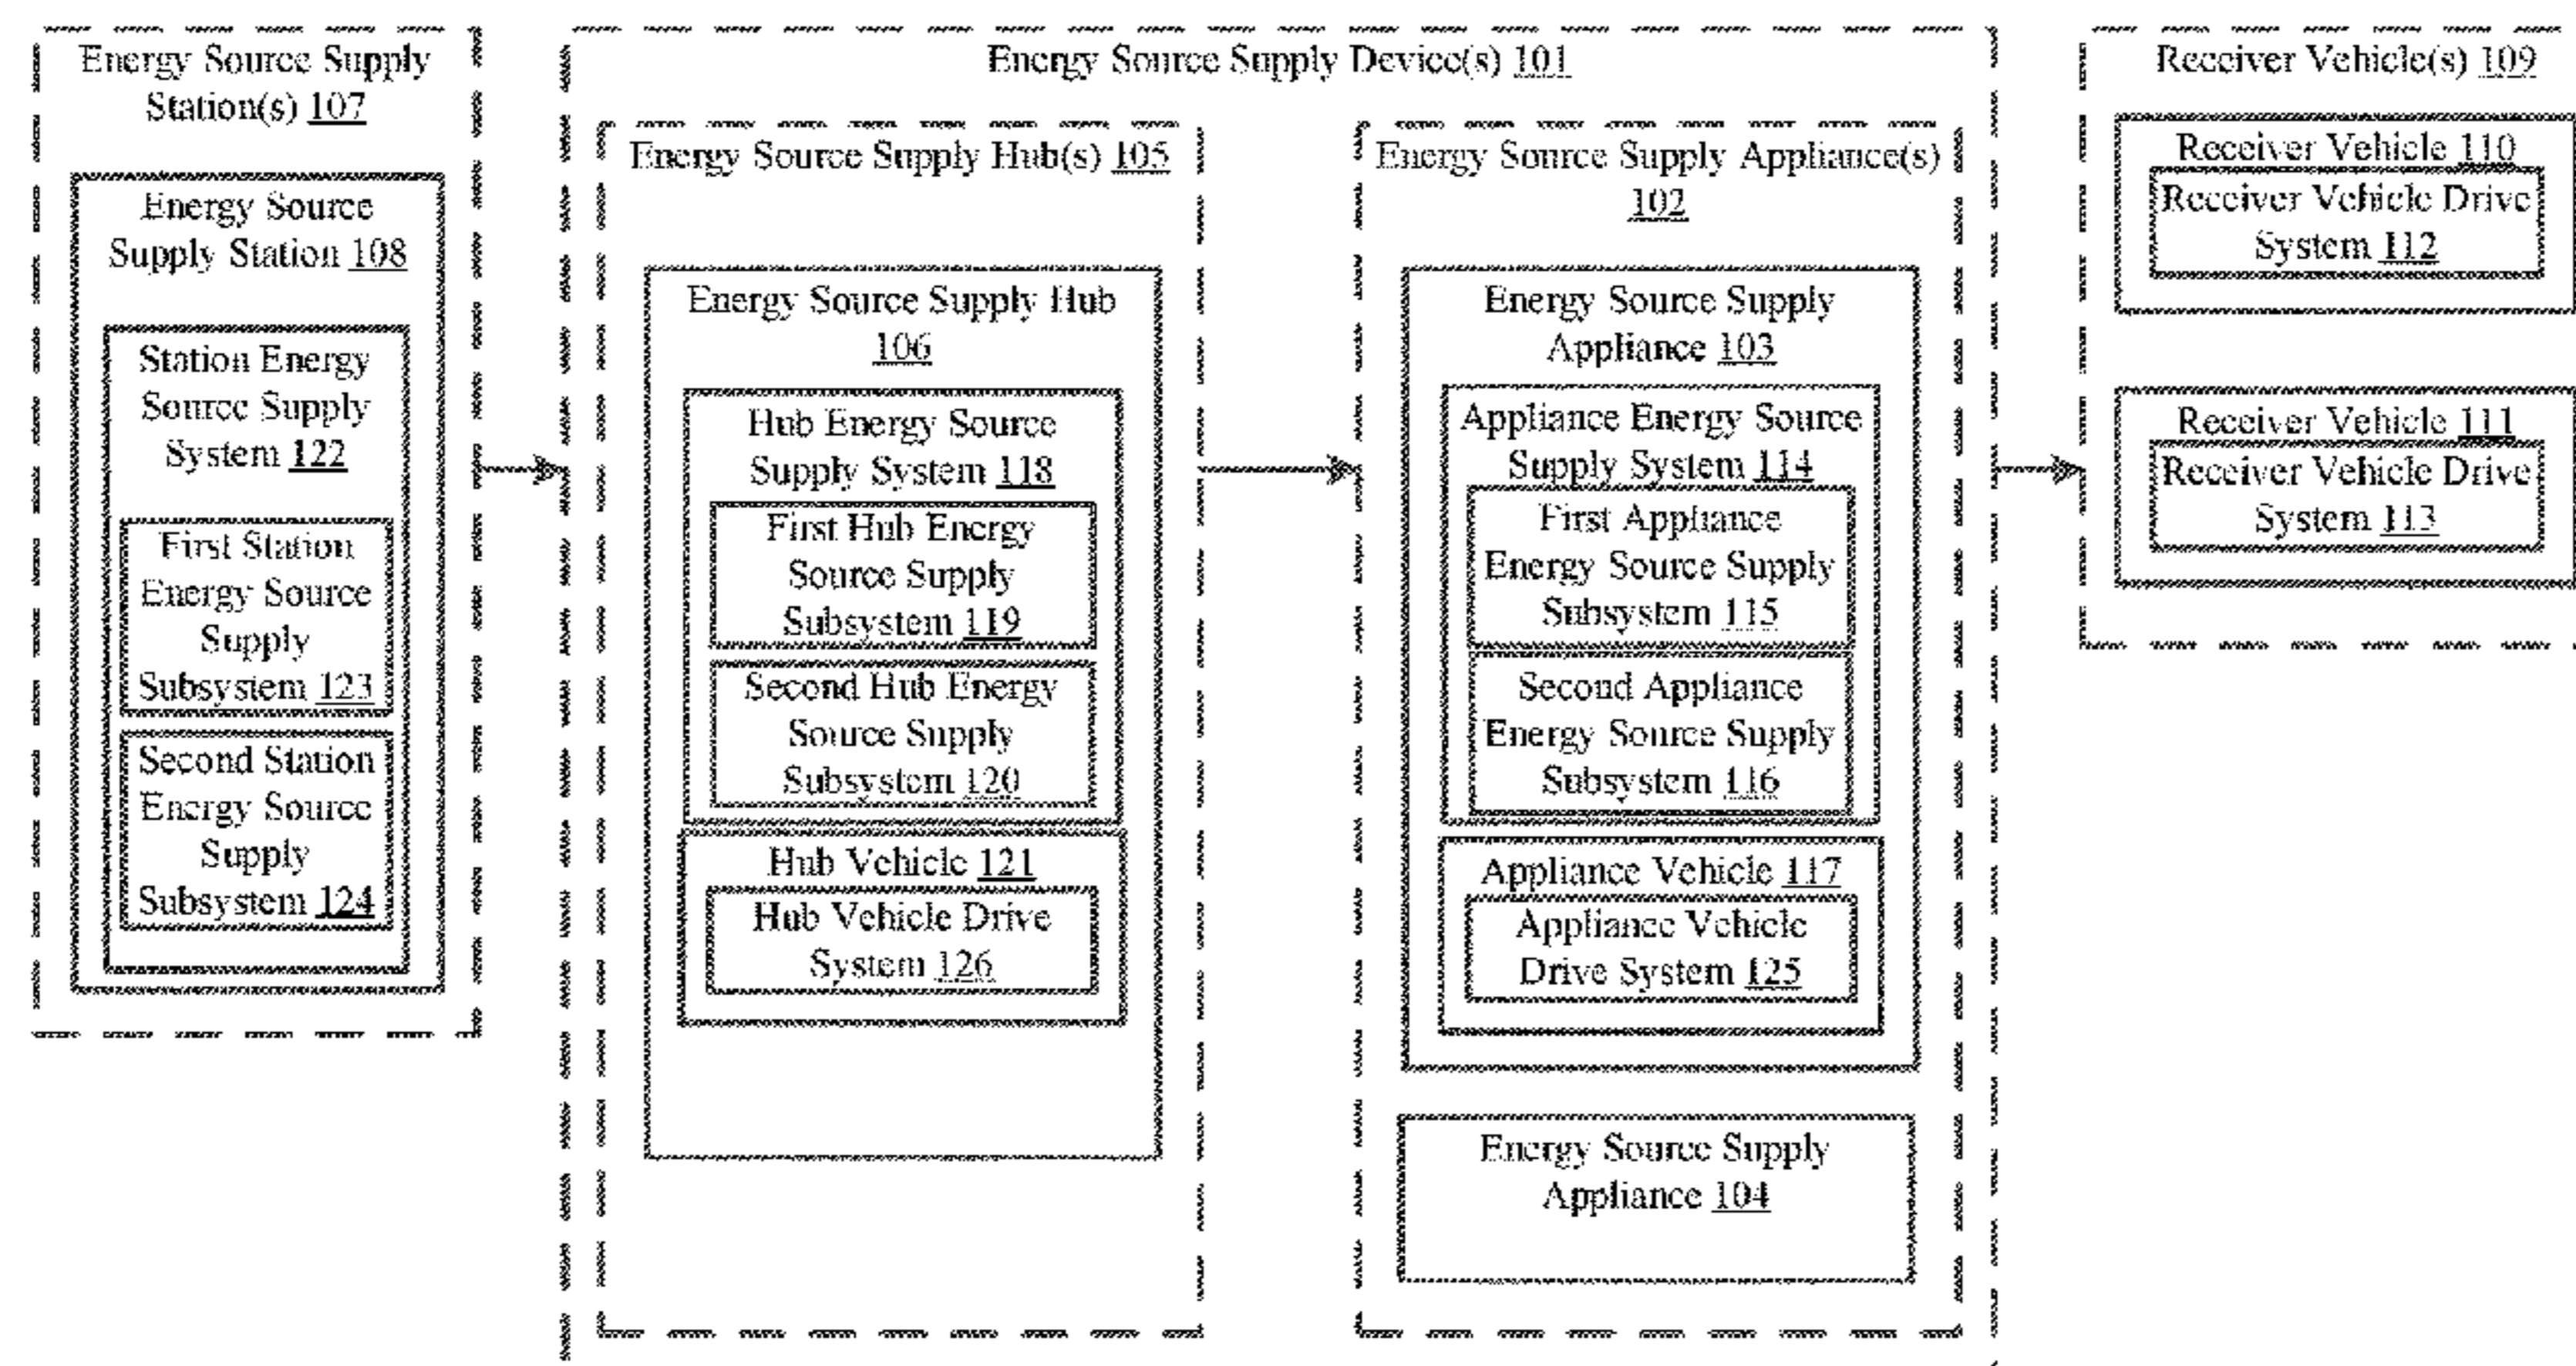 Energy Source Supply
Station(s) 107
Energy Source
Supply Station 108
Station Energy
Source Supply
System 122
First Station
Energy Source
Supply
Subsystem 123
Second Station
Energy Source
Supply
Subsystem 124
Energy Source Supply Device(s) 101
Energy Source Supply Hub(s) 105
Energy Source Supply Hub
106
Hub Energy Source
Supply System 118
First Hub Energy
Source Supply
Subsystem 119
Second Hub Energy
Source Supply
Subsystem 120
Hub Vehicle 121
Hub Vehicle Drive
System 126
Energy Source Supply Appliance(s)
102
Energy Source Supply
Appliance 103
Appliance Energy Source
Supply System 114
First Appliance
Energy Source Supply
Subsystem 115
Second Appliance
Energy Source Supply
Subsystem 116
Appliance Vehicle 117
Appliance Vehicle
Drive System 125
Energy Source Supply
Appliance 104
Receiver Vehicle(s) 109
Receiver Vehicle 110
Receiver Vehicle Drive
System 112
Receiver Vehicle 111
Receiver Vehicle Drive
System 113